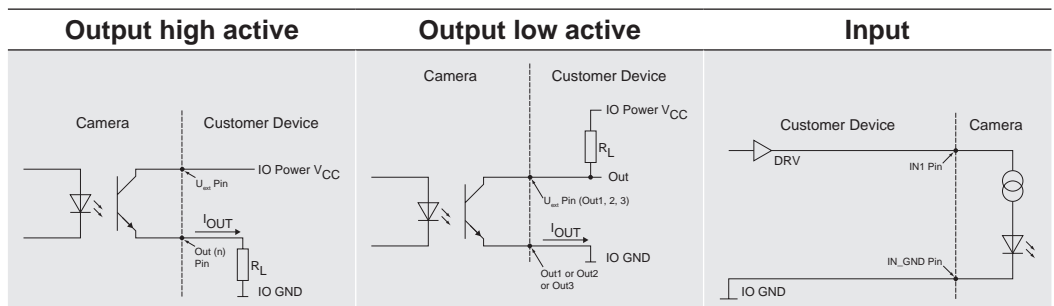 Output high active
Output low active
Input
Camera
Customer Device
IO Power VCC
Uext Pin
IOUT
Out (n)
Pin
RL
IO GND
Camera
Customer Device
IO Power VCC
RL
Out
Uext Pin (Out1, 2, 3)
IOUT
IO GND
Out1 or Out2
or Out3
Customer Device
Camera
DRV
IN1 Pin
IN_GND Pin
IO GND